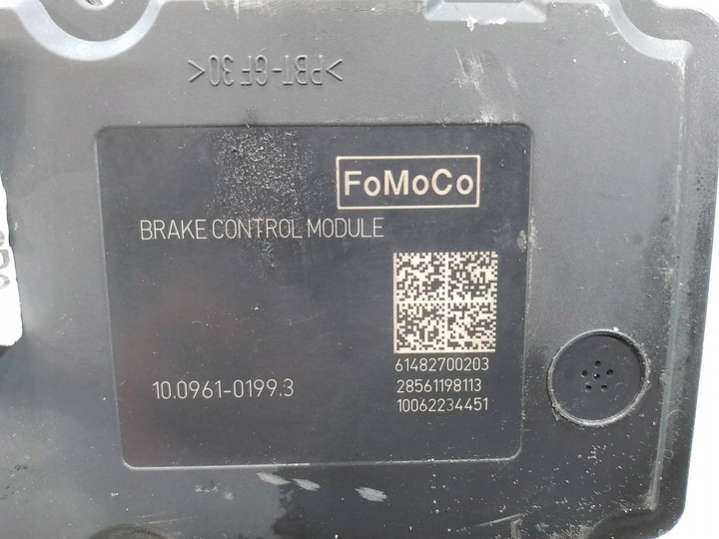 >PBT-GF30<
FoMoCo
BRAKE CONTROL MODULE
61482700203
10.0961-0199.3
28561198113
10062234451